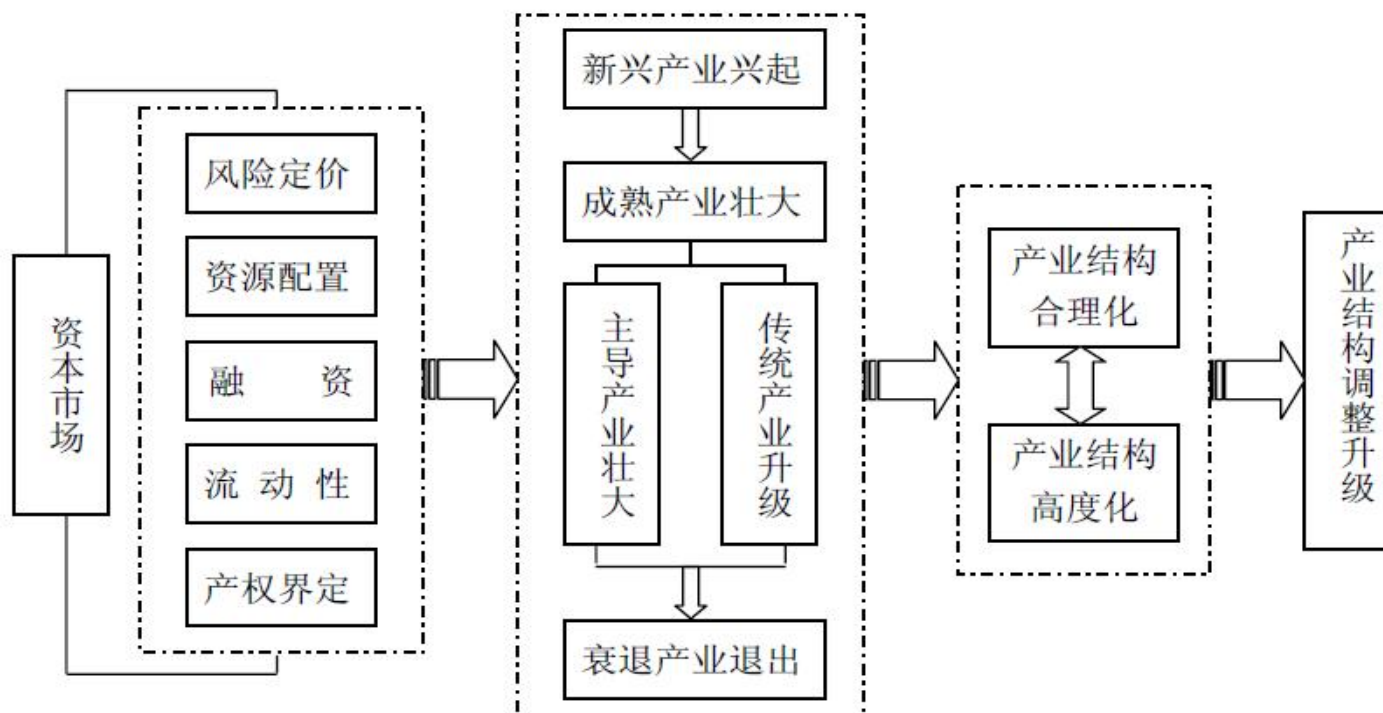 资本市场
风险定价
资源配置
融 资
流 动 性
产权界定
新兴产业兴起
成熟产业壮大
主导产业壮大
传统产业升级
衰退产业退出
产业结构
合理化
产业结构
高度化
产业结构调整升级